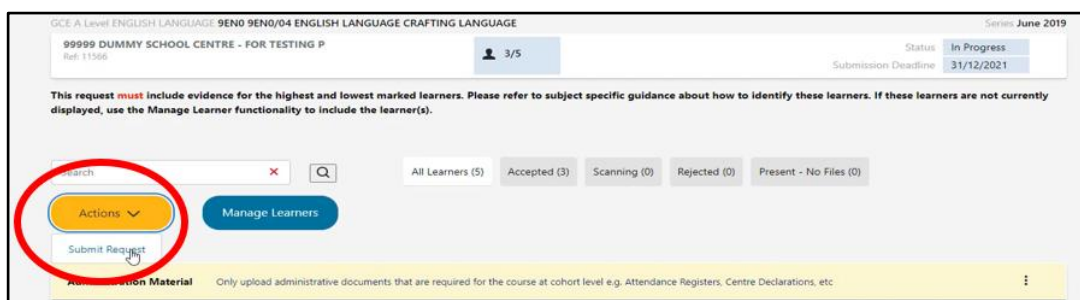 GCE A Level ENGLISH LANGUAGE 9EN0 9EN0/04 ENGLISH LANGUAGE CRAFTING LANGUAGE Series June 2019
99999 DUMMY SCHOOL CENTRE - FOR TESTING P
Ref: 11566
3/5
Status In Progress
Submission Deadline 31/12/2021
This request must include evidence for the highest and lowest marked learners. Please refer to subject specific guidance about how to identify these learners. If these learners are not currently
displayed, use the Manage Learner functionality to include the learner(s).
Search All Learners (5) Accepted (3) Scanning (0) Rejected (0) Present - No Files (0)
Actions Manage Learners
Submit Request
Administration Material Only upload administrative documents that are required for the course at cohort level e.g. Attendance Registers, Centre Declarations, etc